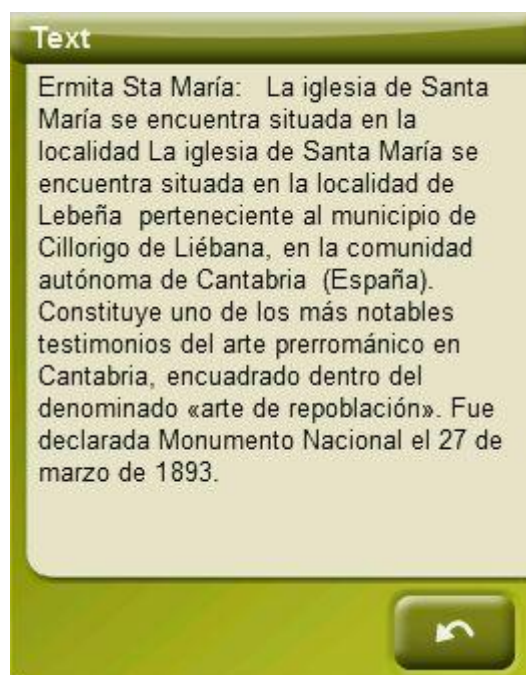 Text
Ermita Sta María:   La iglesia de Santa
María se encuentra situada en la
localidad La iglesia de Santa María se
encuentra situada en la localidad de
Lebeña  perteneciente al municipio de
Cillorigo de Liébana, en la comunidad
autónoma de Cantabria  (España).
Constituye uno de los más notables
testimonios del arte prerrománico en
Cantabria, encuadrado dentro del
denominado «arte de repoblación». Fue
declarada Monumento Nacional el 27 de
marzo de 1893.